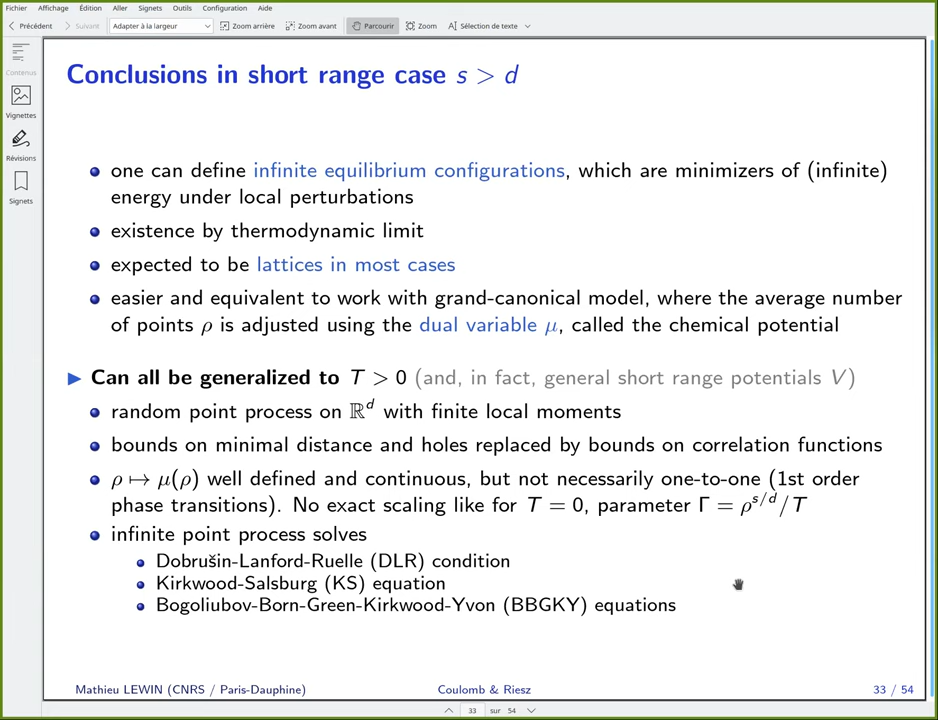 Fichier Affichage Édition Aller Signets Outils Configuration Aide
Précédent Suivant Adapter à la largeur Zoom arrière Zoom avant Parcourir Zoom Sélection de texte
Contenus
Vignettes
Révisions
Signets
Conclusions in short range case s > d
one can define infinite equilibrium configurations, which are minimizers of (infinite)
energy under local perturbations
existence by thermodynamic limit
expected to be lattices in most cases
easier and equivalent to work with grand-canonical model, where the average number
of points ρ is adjusted using the dual variable μ, called the chemical potential
Can all be generalized to T > 0 (and, in fact, general short range potentials V)
random point process on ℝ^d with finite local moments
bounds on minimal distance and holes replaced by bounds on correlation functions
ρ ↦ μ(ρ) well defined and continuous, but not necessarily one-to-one (1st order
phase transitions). No exact scaling like for T = 0, parameter Γ = ρ^{s/d}/T
infinite point process solves
Dobrušin-Lanford-Ruelle (DLR) condition
Kirkwood-Salsburg (KS) equation
Bogoliubov-Born-Green-Kirkwood-Yvon (BBGKY) equations
Mathieu LEWIN (CNRS / Paris-Dauphine) Coulomb & Riesz 33 / 54
33 sur 54